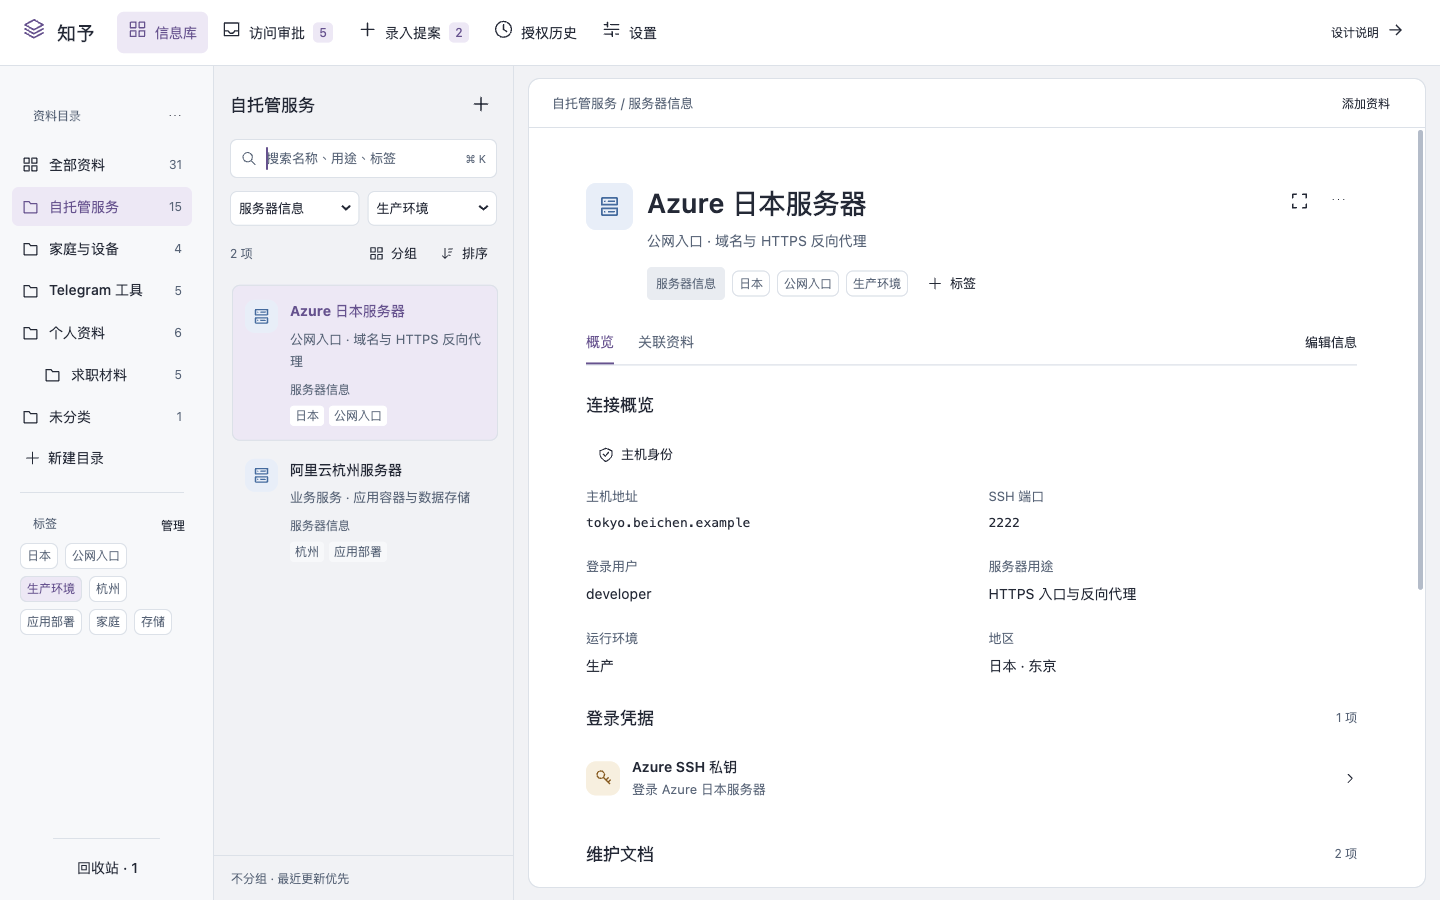 知予
信息库
访问审批 5
录入提案 2
授权历史
设置
设计说明
资料目录
全部资料 31
自托管服务 15
家庭与设备 4
Telegram 工具 5
个人资料 6
求职材料 5
未分类 1
新建目录
标签 管理
日本 公网入口
生产环境 杭州
应用部署 家庭 存储
回收站 · 1
自托管服务
搜索名称、用途、标签 ⌘ K
服务器信息 生产环境
2 项 分组 排序
Azure 日本服务器
公网入口 · 域名与 HTTPS 反向代
理
服务器信息
日本 公网入口
阿里云杭州服务器
业务服务 · 应用容器与数据存储
服务器信息
杭州 应用部署
不分组 · 最近更新优先
自托管服务 / 服务器信息 添加资料
Azure 日本服务器
公网入口 · 域名与 HTTPS 反向代理
服务器信息 日本 公网入口 生产环境 标签
概览 关联资料 编辑信息
连接概览
主机身份
主机地址 SSH 端口
tokyo.beichen.example 2222
登录用户 服务器用途
developer HTTPS 入口与反向代理
运行环境 地区
生产 日本 · 东京
登录凭据 1 项
Azure SSH 私钥
登录 Azure 日本服务器
维护文档 2 项